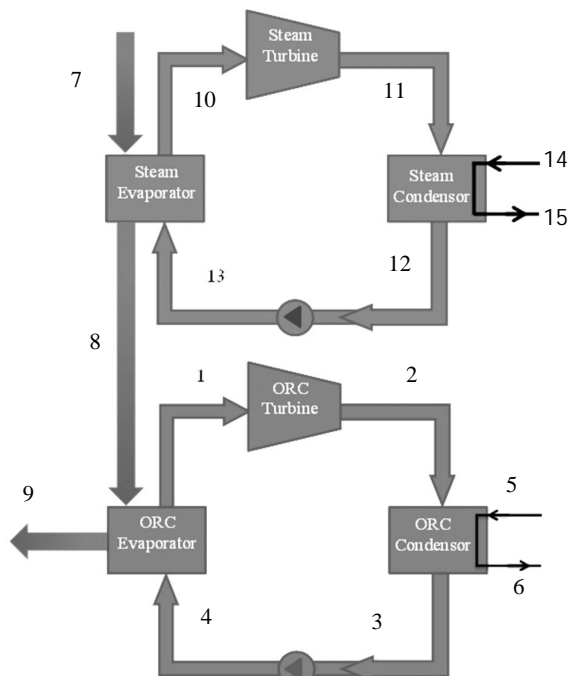 Steam
Turbine
7
10
11
Steam
Evaporator
Steam
Condensor
14
15
13
12
8
1
2
ORC
Turbine
9
5
ORC
Evaporator
ORC
Condensor
6
4
3